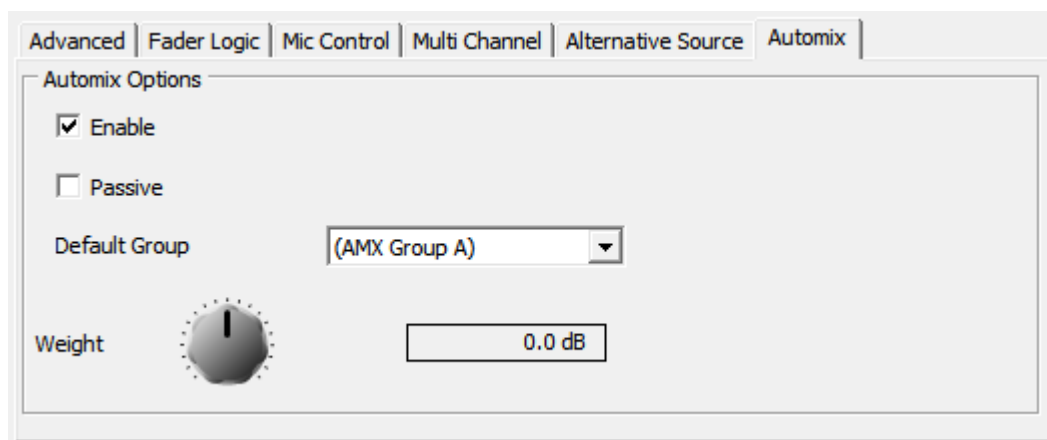 Advanced Fader Logic Mic Control Multi Channel Alternative Source Automix
Automix Options
Enable
Passive
Default Group (AMX Group A)
Weight 0.0 dB